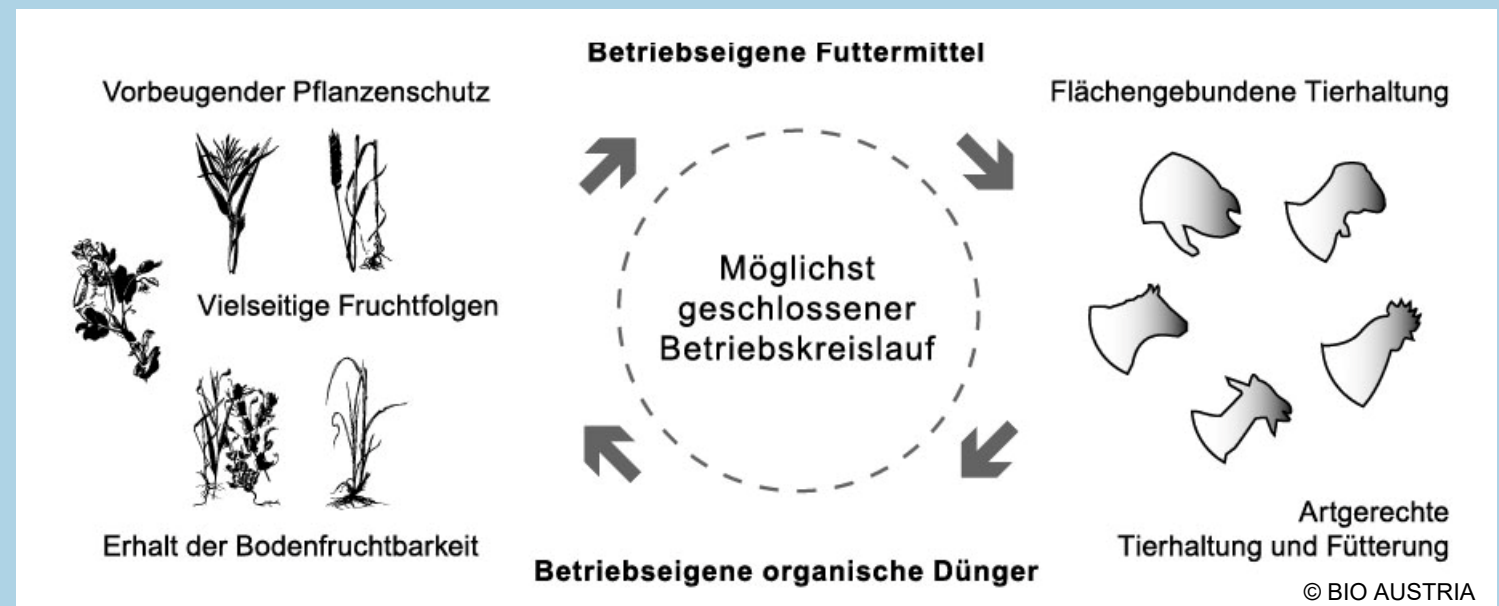 Betriebseigene Futtermittel
Vorbeugender Pflanzenschutz
Flächengebundene Tierhaltung
Vielseitige Fruchtfolgen
Möglichst
geschlossener
Betriebskreislauf
Erhalt der Bodenfruchtbarkeit
Artgerechte
Tierhaltung und Fütterung
Betriebseigene organische Dünger
© BIO AUSTRIA